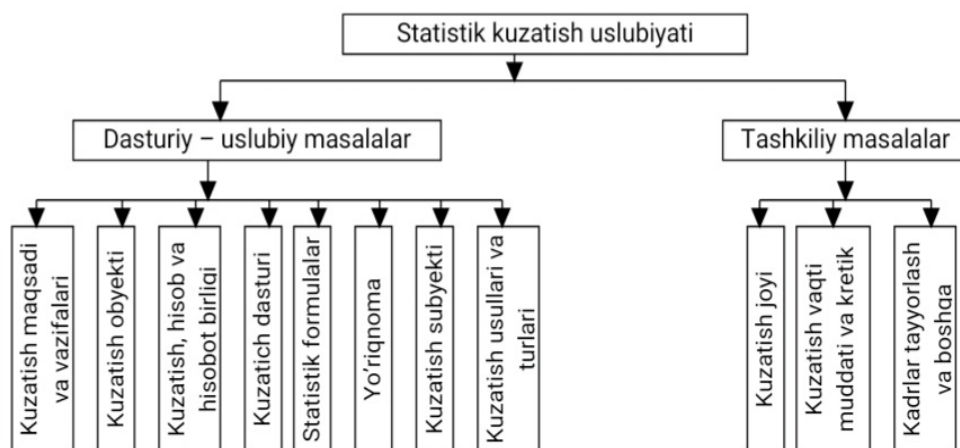 Statistik kuzatish uslubiyati
Dasturiy – uslubiy masalalar
Tashkiliy masalalar
Kuzatish maqsadi
va vazifalari
Kuzatish obyekti
Kuzatish, hisob va
hisobot birligi
Kuzatich dasturi
Statistik formulalar
Yo'riqnoma
Kuzatish subyekti
Kuzatish usullari va
turlari
Kuzatish joyi
Kuzatish vaqti
muddati va kretik
Kadrlar tayyorlash
va boshqa